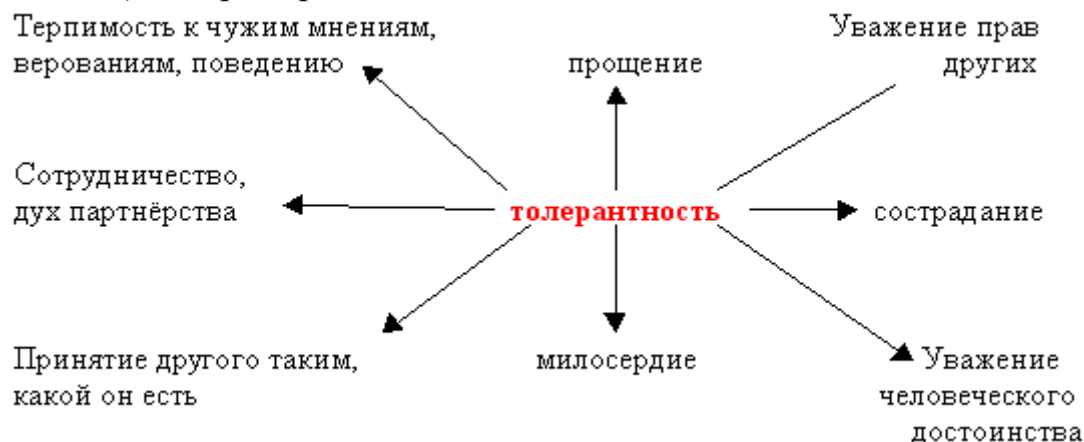 Терпимость к чужим мнениям,
верованиям, поведению
прощение
Уважение прав
других
Сотрудничество,
дух партнёрства
толерантность
сострадание
Принятие другого таким,
какой он есть
милосердие
Уважение
человеческого
достоинства